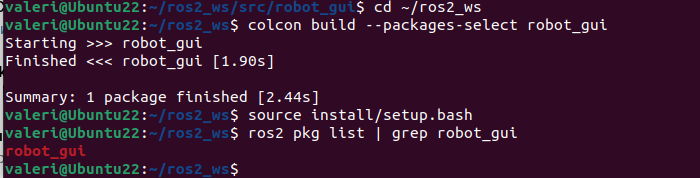 valeri@Ubuntu22:~/ros2_ws/src/robot_gui$ cd ~/ros2_ws
valeri@Ubuntu22:~/ros2_ws$ colcon build --packages-select robot_gui
Starting >>> robot_gui
Finished <<< robot_gui [1.90s]
Summary: 1 package finished [2.44s]
valeri@Ubuntu22:~/ros2_ws$ source install/setup.bash
valeri@Ubuntu22:~/ros2_ws$ ros2 pkg list | grep robot_gui
robot_gui
valeri@Ubuntu22:~/ros2_ws$